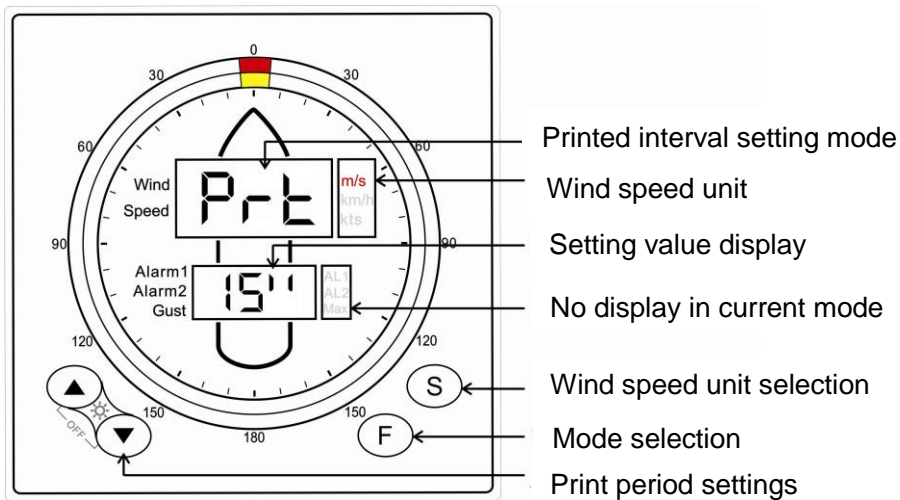 0
30 30
60 60
90 90
120 120
150 150
180
Wind
Speed
Prt
m/s
km/h
kts
Alarm1
Alarm2
Gust
15''
AL1
AL2
Max
OFF
S
F
Printed interval setting mode
Wind speed unit
Setting value display
No display in current mode
Wind speed unit selection
Mode selection
Print period settings